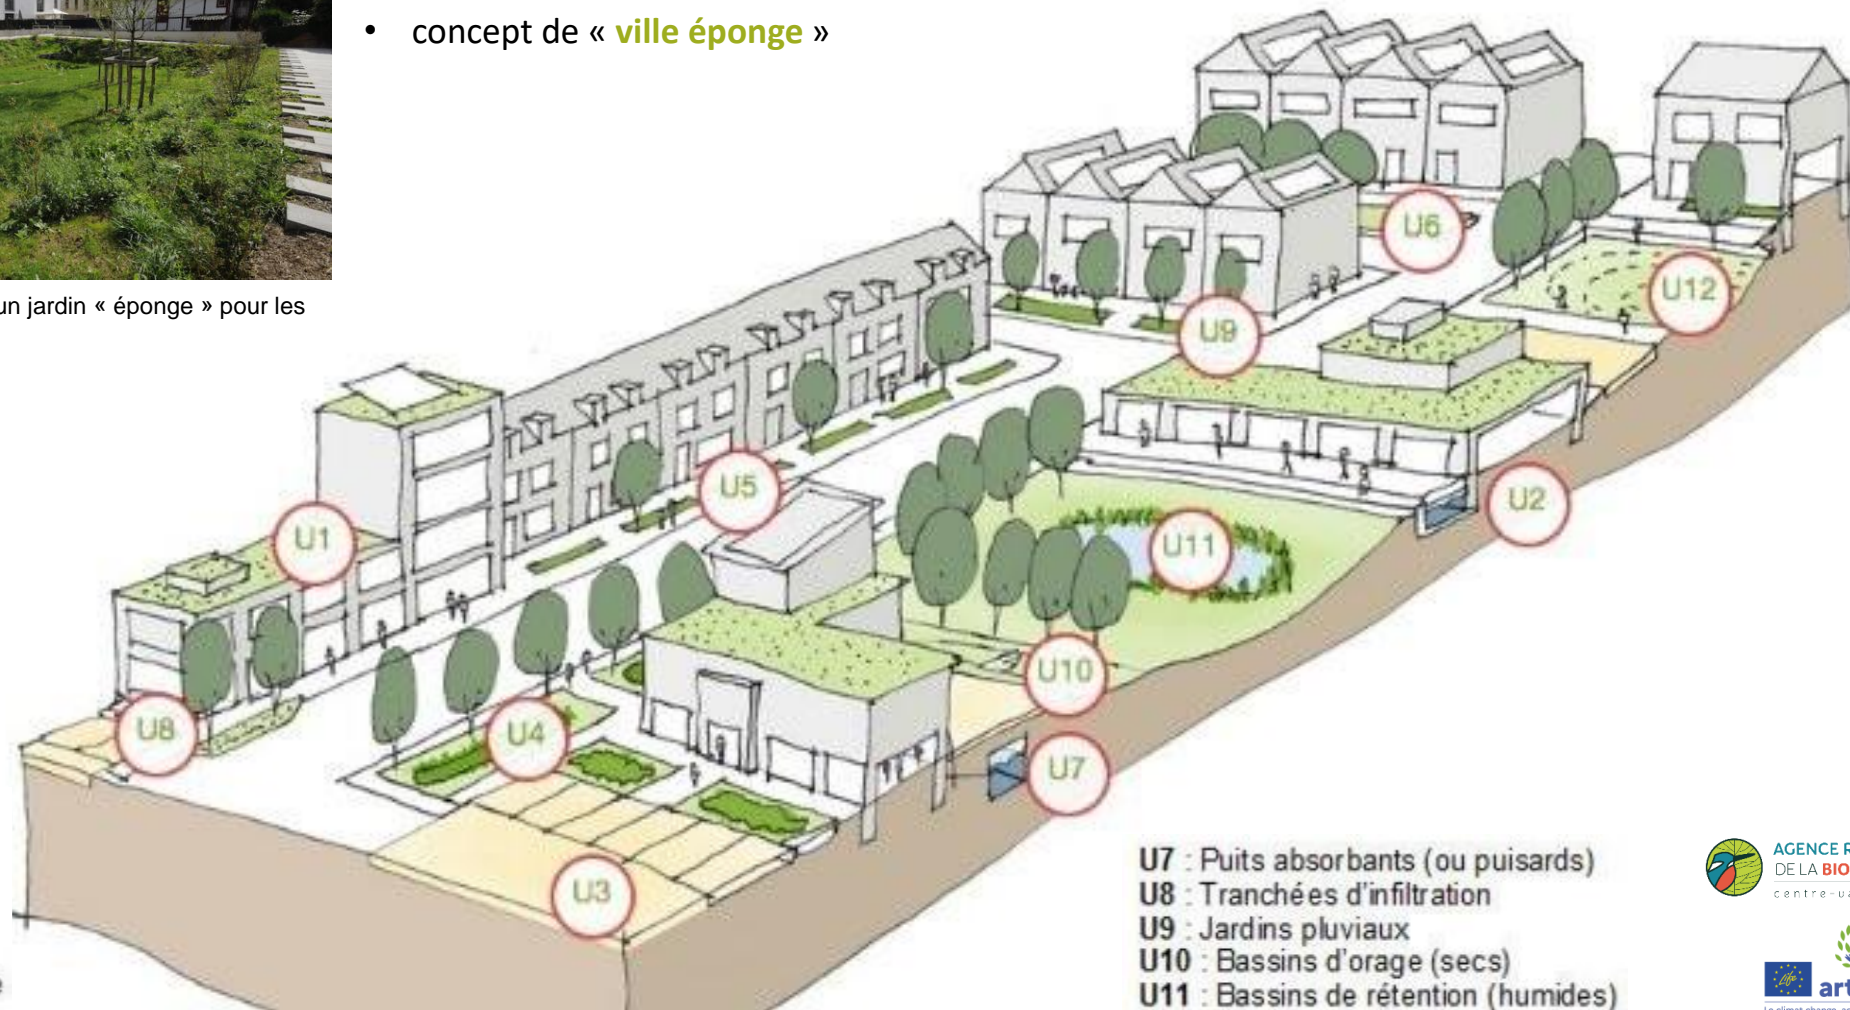 • concept de « ville éponge »
un jardin « éponge » pour les
U6
U12
U9
U5
U2
U1
U11
U10
U8
U4
U7
U3
U7 : Puits absorbants (ou puisards)
U8 : Tranchées d'infiltration
U9 : Jardins pluviaux
U10 : Bassins d'orage (secs)
U11 : Bassins de rétention (humides)
AGENCE
DE LA BIO
life
art